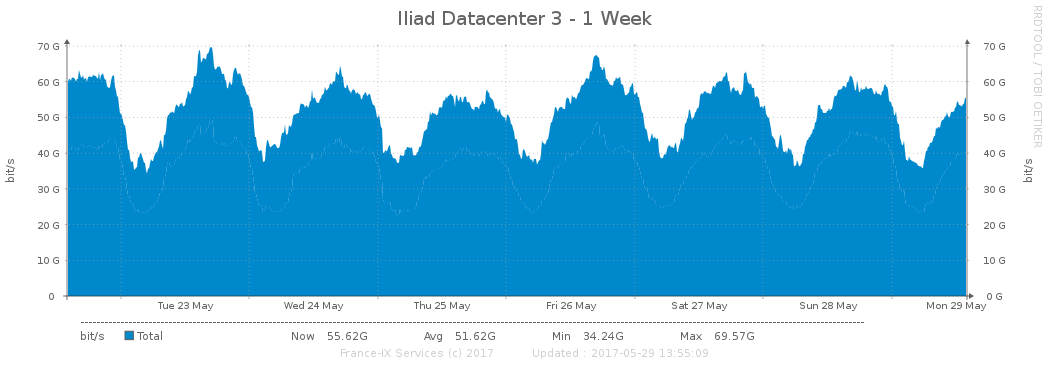 Iliad Datacenter 3 - 1 Week
RRDTOOL / TOBI OETIKER
70 G
60 G
50 G
40 G
30 G
20 G
10 G
0
bit/s
70 G
60 G
50 G
40 G
30 G
20 G
10 G
0 G
bit/s
Tue 23 May Wed 24 May Thu 25 May Fri 26 May Sat 27 May Sun 28 May Mon 29 May
bit/s Total Now 55.62G Avg 51.62G Min 34.24G Max 69.57G
France-IX Services (c) 2017 Updated : 2017-05-29 13:55:09